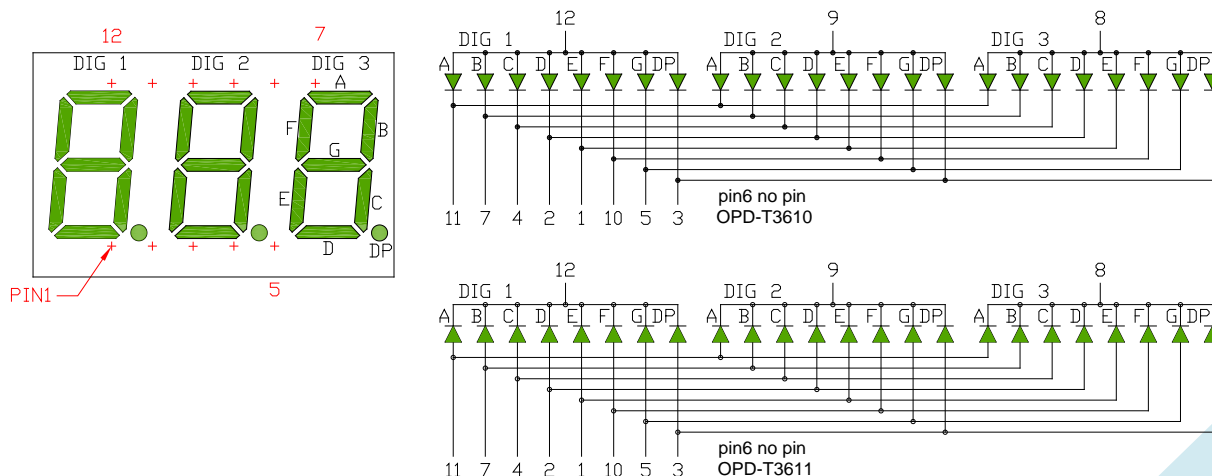 12 7
DIG 1 DIG 2 DIG 3
A
F B
G
E C
D DP
PIN1
5
12 9 8
DIG 1 DIG 2 DIG 3
A B C D E F G DP A B C D E F G DP A B C D E F G DP
pin6 no pin
11 7 4 2 1 10 5 3 OPD-T3610
12 9 8
DIG 1 DIG 2 DIG 3
A B C D E F G DP A B C D E F G DP A B C D E F G DP
pin6 no pin
11 7 4 2 1 10 5 3 OPD-T3611